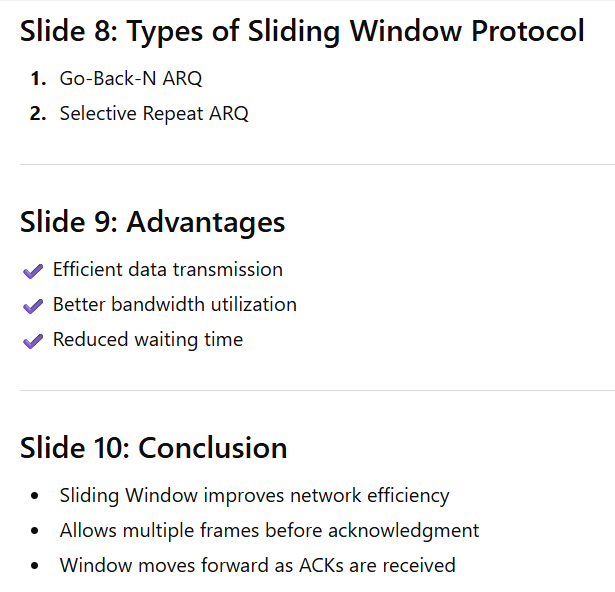 Slide 8: Types of Sliding Window Protocol
1. Go-Back-N ARQ
2. Selective Repeat ARQ
Slide 9: Advantages
✔ Efficient data transmission
✔ Better bandwidth utilization
✔ Reduced waiting time
Slide 10: Conclusion
• Sliding Window improves network efficiency
• Allows multiple frames before acknowledgment
• Window moves forward as ACKs are received